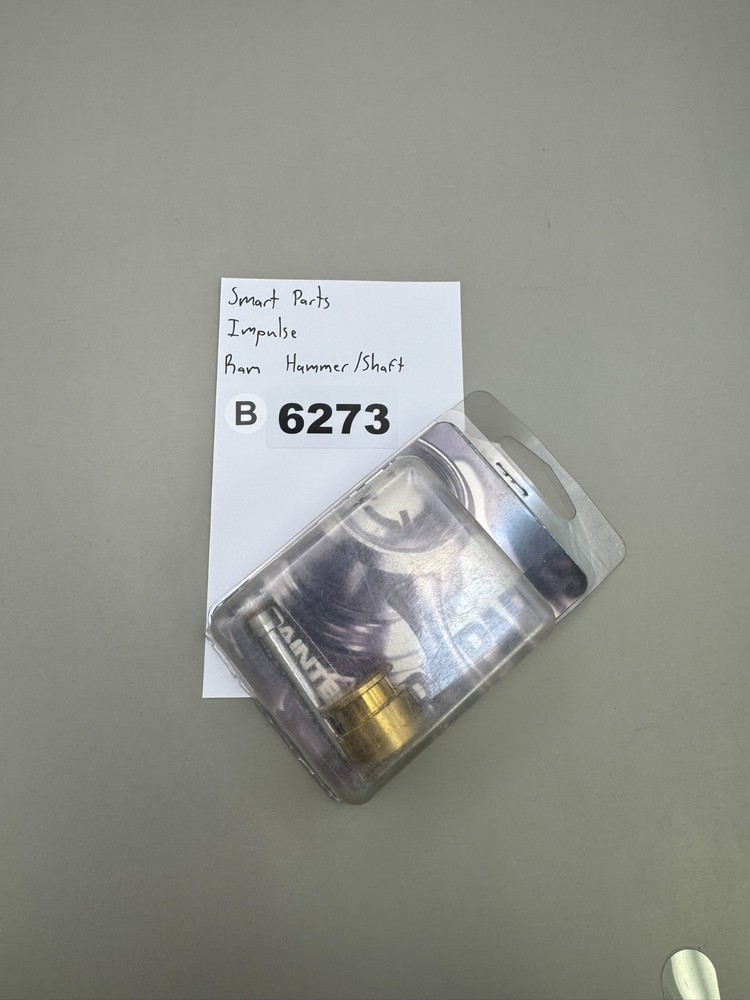 Smart Parts
Impulse
Ram Hammer/Shaft
B 6273